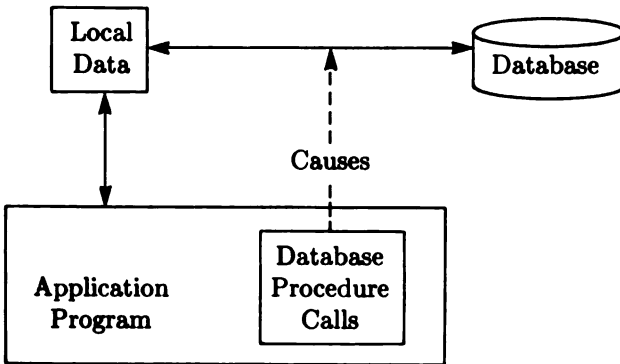 Local
Data
Database
Causes
Database
Procedure
Calls
Application
Program